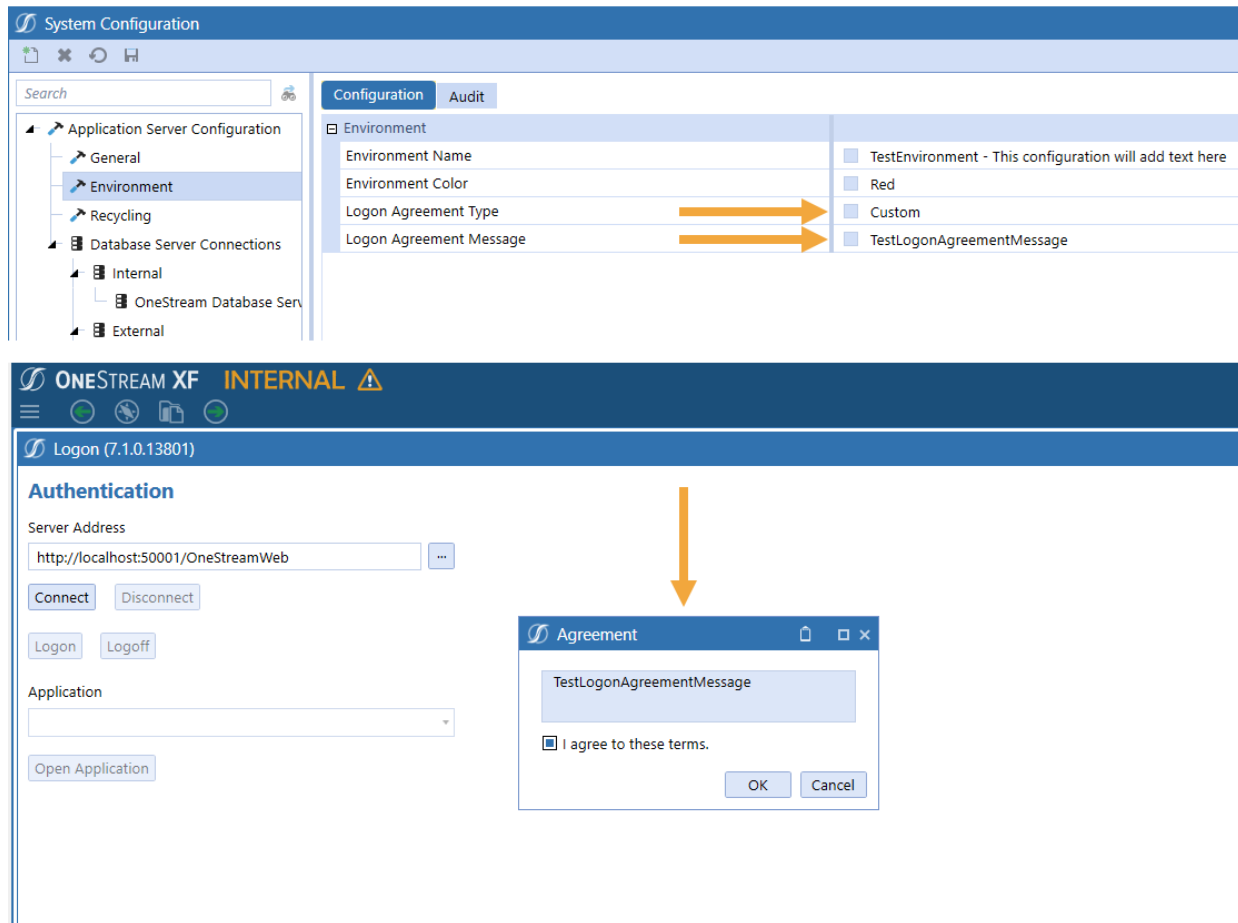 System Configuration
Search
Configuration
Audit
Application Server Configuration
General
Environment
Recycling
Database Server Connections
Internal
OneStream Database Serv
External
Environment
Environment Name
TestEnvironment - This configuration will add text here
Environment Color
Red
Logon Agreement Type
Custom
Logon Agreement Message
TestLogonAgreementMessage
ONESTREAM XF INTERNAL
Logon (7.1.0.13801)
Authentication
Server Address
http://localhost:50001/OneStreamWeb
...
Connect
Disconnect
Logon
Logoff
Application
Open Application
Agreement
TestLogonAgreementMessage
I agree to these terms.
OK
Cancel